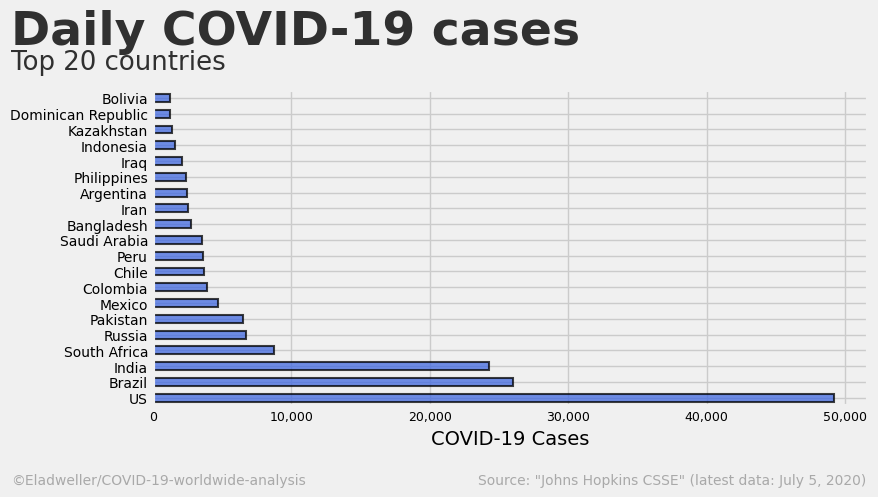 Daily COVID-19 cases
Top 20 countries
Bolivia
Dominican Republic
Kazakhstan
Indonesia
Iraq
Philippines
Argentina
Iran
Bangladesh
Saudi Arabia
Peru
Chile
Colombia
Mexico
Pakistan
Russia
South Africa
India
Brazil
US
0 10,000 20,000 30,000 40,000 50,000
COVID-19 Cases
©Eladweller/COVID-19-worldwide-analysis Source: "Johns Hopkins CSSE" (latest data: July 5, 2020)